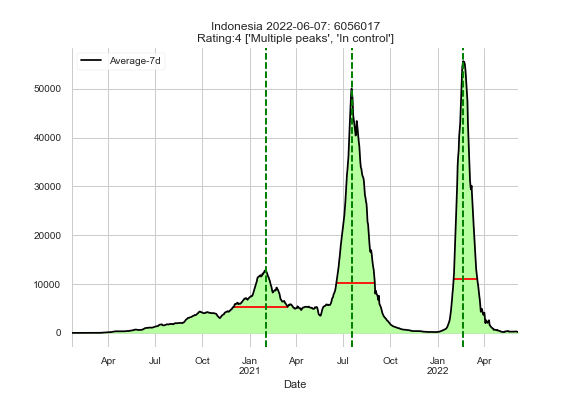 Indonesia 2022-06-07: 6056017
Rating:4 ['Multiple peaks', 'In control']
Average-7d
50000
40000
30000
20000
10000
0
Apr Jul Oct Jan Apr Jul Oct Jan Apr
2021 2022
Date